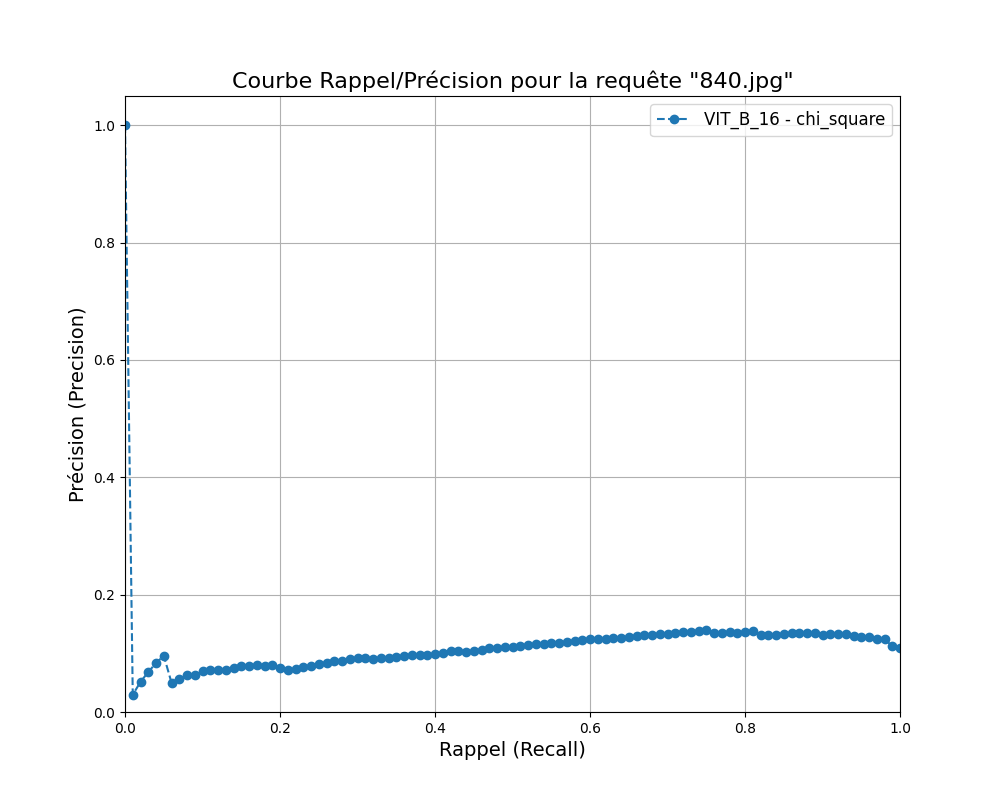 Courbe Rappel/Précision pour la requête "840.jpg"
VIT_B_16 - chi_square
Précision (Precision)
1.0
0.8
0.6
0.4
0.2
0.0
0.0 0.2 0.4 0.6 0.8 1.0
Rappel (Recall)